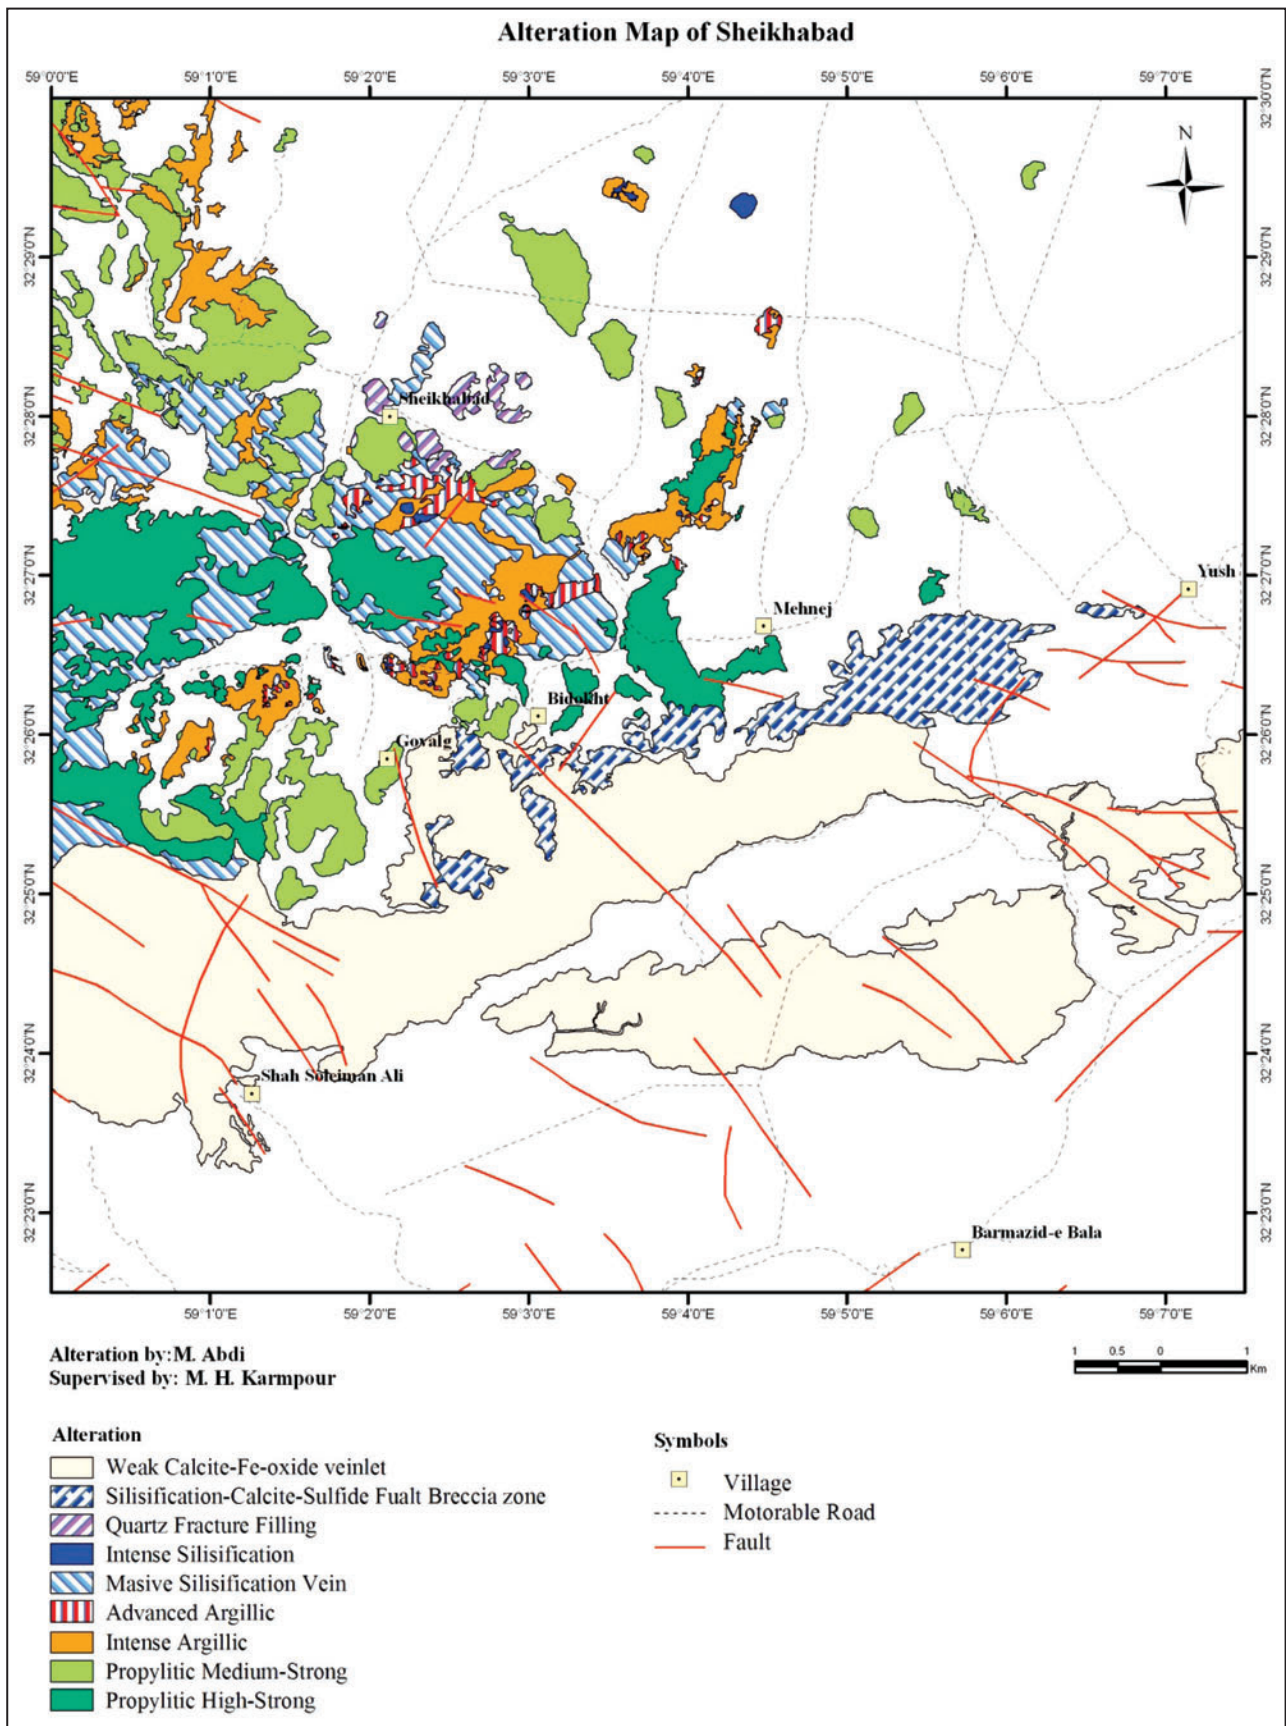 Alteration Map of Sheikhabad
59°0'0"E 59°1'0"E 59°2'0"E 59°3'0"E 59°4'0"E 59°5'0"E 59°6'0"E 59°7'0"E
32°30'0"N 32°30'0"N
N
32°29'0"N 32°29'0"N
32°28'0"N 32°28'0"N
Sheikhabad
32°27'0"N 32°27'0"N
Yush
Mehnej
Bidokht
32°26'0"N 32°26'0"N
Govalg
32°25'0"N 32°25'0"N
32°24'0"N 32°24'0"N
Shah Soleiman Ali
32°23'0"N 32°23'0"N
Barmazid-e Bala
59°1'0"E 59°2'0"E 59°3'0"E 59°4'0"E 59°5'0"E 59°6'0"E 59°7'0"E
Alteration by:M. Abdi
Supervised by: M. H. Karmpour
1 0.5 0 1
Km
Alteration
Weak Calcite-Fe-oxide veinlet
Silisification-Calcite-Sulfide Fualt Breccia zone
Quartz Fracture Filling
Intense Silisification
Masive Silisification Vein
Advanced Argillic
Intense Argillic
Propylitic Medium-Strong
Propylitic High-Strong
Symbols
Village
Motorable Road
Fault